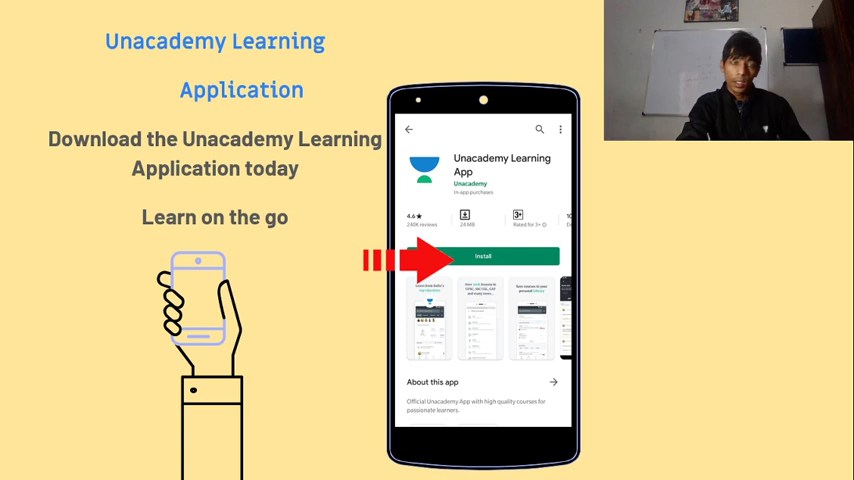 Unacademy Learning
Application
Download the Unacademy Learning
Application today
Learn on the go
Unacademy Learning
App
Unacademy
In-app purchases
4.6★
240K reviews
24 MB
3+
Rated for 3+
10
Install
About this app
Official Unacademy App with high quality courses for
passionate learners.